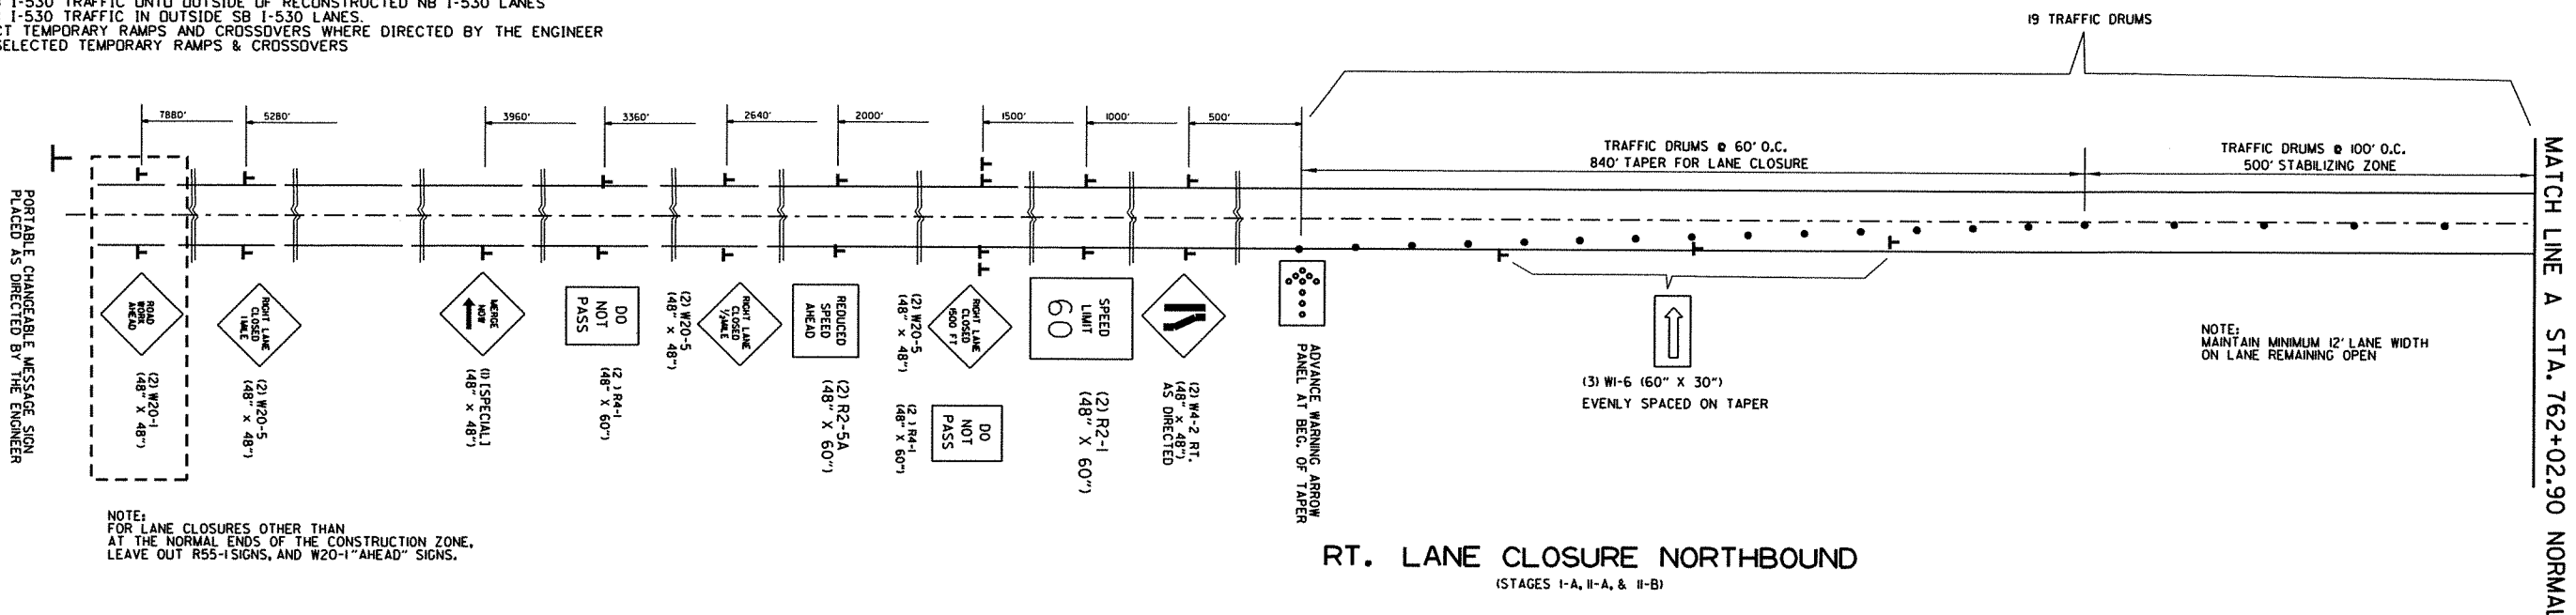 I-530 TRAFFIC ONTO OUTSIDE OF RECONSTRUCTED NB I-530 LANES
I-530 TRAFFIC IN OUTSIDE SB I-530 LANES.
CT TEMPORARY RAMPS AND CROSSOVERS WHERE DIRECTED BY THE ENGINEER
SELECTED TEMPORARY RAMPS & CROSSOVERS
19 TRAFFIC DRUMS
7880'
5280'
3960'
3360'
2640'
2000'
1500'
1000'
500'
TRAFFIC DRUMS @ 60' O.C.
840' TAPER FOR LANE CLOSURE
TRAFFIC DRUMS @ 100' O.C.
500' STABILIZING ZONE
MATCH LINE A STA. 762+02.90 NORMAL
PORTABLE CHANGEABLE MESSAGE SIGN
PLACED AS DIRECTED BY THE ENGINEER
ROAD
WORK
AHEAD
(2) W20-1
(48" X 48")
RIGHT LANE
CLOSED
1 MILE
(2) W20-5
(48" X 48")
MERGE
NOW
(1) [SPECIAL]
(48" X 48")
DO
NOT
PASS
(2) R4-1
(48" X 60")
RIGHT LANE
CLOSED
1/2 MILE
(2) W20-5
(48" X 48")
REDUCED
SPEED
AHEAD
(2) R2-5A
(48" X 60")
RIGHT LANE
CLOSED
1500 FT
(2) W20-5
(48" X 48")
DO
NOT
PASS
(2) R4-1
(48" X 60")
SPEED
LIMIT
60
(2) R2-1
(48" X 60")
(2) W4-2 RT.
(48" X 48")
AS DIRECTED
ADVANCE WARNING ARROW
PANEL AT BEG. OF TAPER
(3) W1-6 (60" X 30")
EVENLY SPACED ON TAPER
NOTE:
MAINTAIN MINIMUM 12' LANE WIDTH
ON LANE REMAINING OPEN
NOTE:
FOR LANE CLOSURES OTHER THAN
AT THE NORMAL ENDS OF THE CONSTRUCTION ZONE,
LEAVE OUT R55-1 SIGNS, AND W20-1 "AHEAD" SIGNS.
RT. LANE CLOSURE NORTHBOUND
(STAGES I-A, II-A, & II-B)